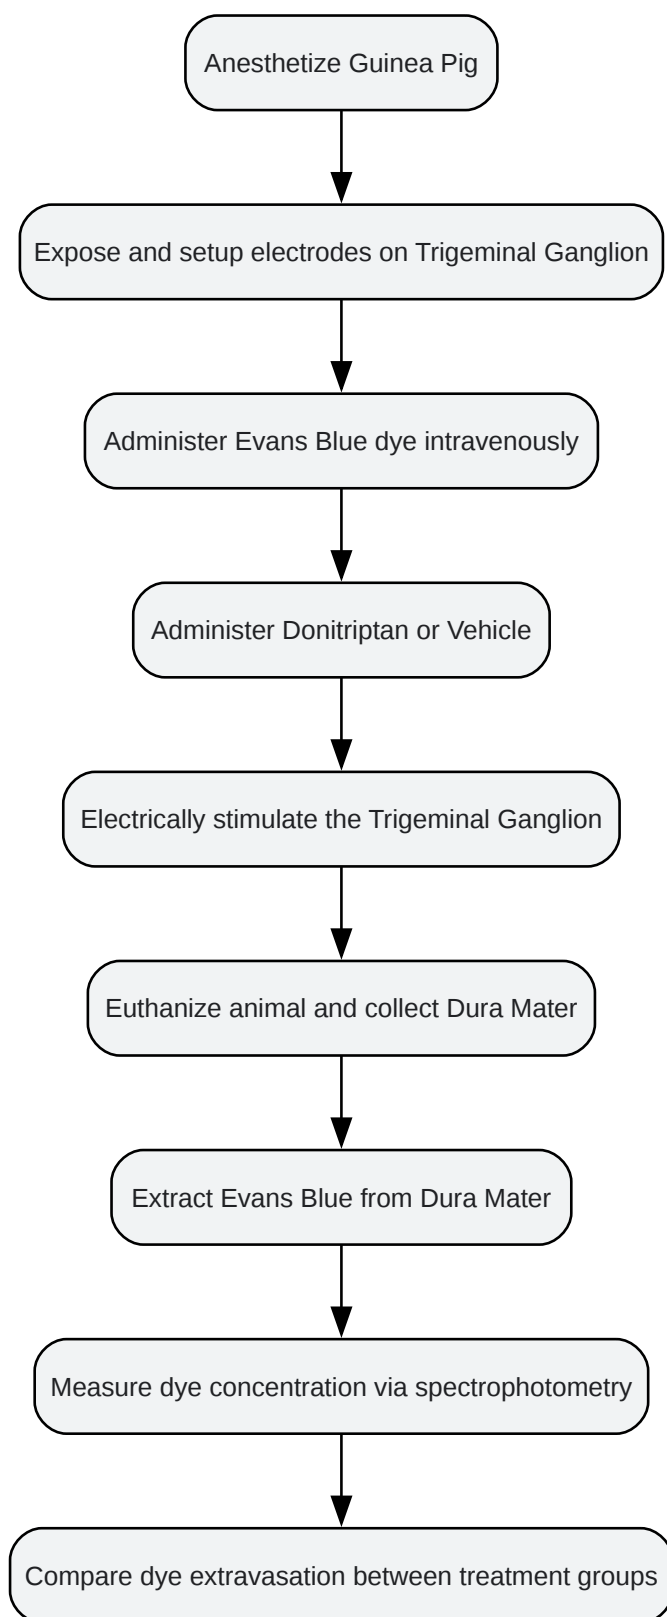 Anesthetize Guinea Pig
Expose and setup electrodes on Trigeminal Ganglion
Administer Evans Blue dye intravenously
Administer Donitriptan or Vehicle
Electrically stimulate the Trigeminal Ganglion
Euthanize animal and collect Dura Mater
Extract Evans Blue from Dura Mater
Measure dye concentration via spectrophotometry
Compare dye extravasation between treatment groups